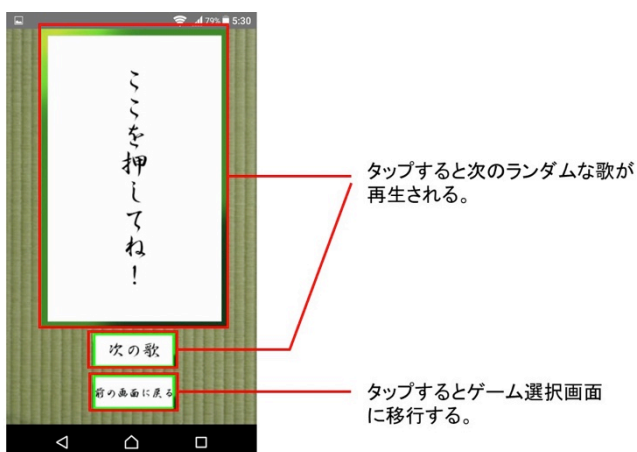 79% 5:30
ここを押してね!
次の歌
前の画面に戻る
タップすると次のランダムな歌が
再生される。
タップするとゲーム選択画面
に移行する。